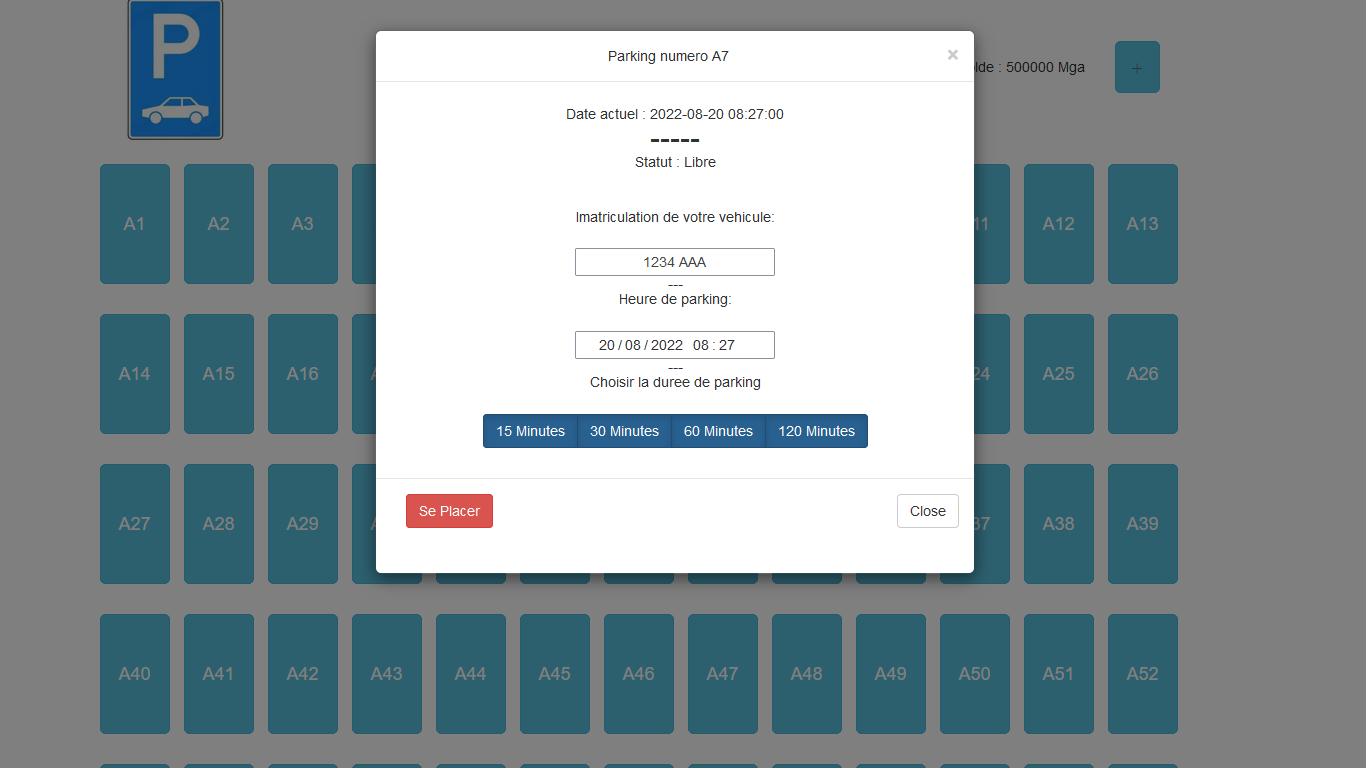 P
Parking numero A7
×
lde : 500000 Mga
+
Date actuel : 2022-08-20 08:27:00
-----
Statut : Libre
Imatriculation de votre vehicule:
1234 AAA
---
Heure de parking:
20/08/2022 08:27
---
Choisir la duree de parking
15 Minutes 30 Minutes 60 Minutes 120 Minutes
Se Placer Close
A1 A2 A3 11 A12 A13
A14 A15 A16 24 A25 A26
A27 A28 A29 37 A38 A39
A40 A41 A42 A43 A44 A45 A46 A47 A48 A49 A50 A51 A52